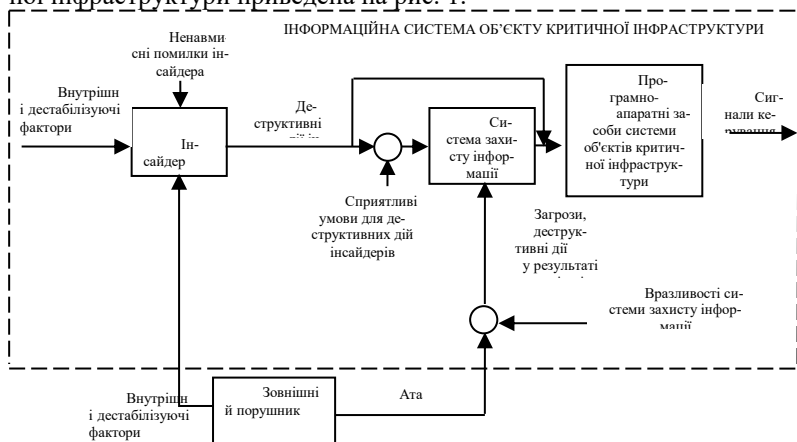 ної інфраструктури приведена на рис. 1.
ІНФОРМАЦІЙНА СИСТЕМА ОБ’ЄКТУ КРИТИЧНОЇ ІНФРАСТРУКТУРИ
Ненавми-
сні помилки ін-
сайдера
Внутрішн
і дестабілізуючі
фактори
Ін-
сайдер
Де-
структивні
Сприятливі
умови для де-
структивних дій
інсайдерів
Си-
стема захи-
сту інфор-
мації
Про-
грамно-
апаратні за-
соби системи
об'єктів критич-
ної інфраструк-
тури
Сиг-
нали ке-
рування
Загрози,
деструк-
тивні дії
у результаті
Вразливості си-
стеми захисту інфор-
мації
Внутрішн
і дестабілізуючі
фактори
Зовнішні
й порушник
Ата